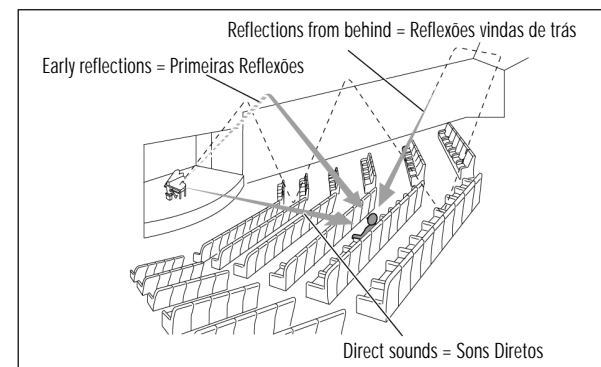 Reflections from behind = Reflexões vindas de trás
Early reflections = Primeiras Reflexões
Direct sounds = Sons Diretos